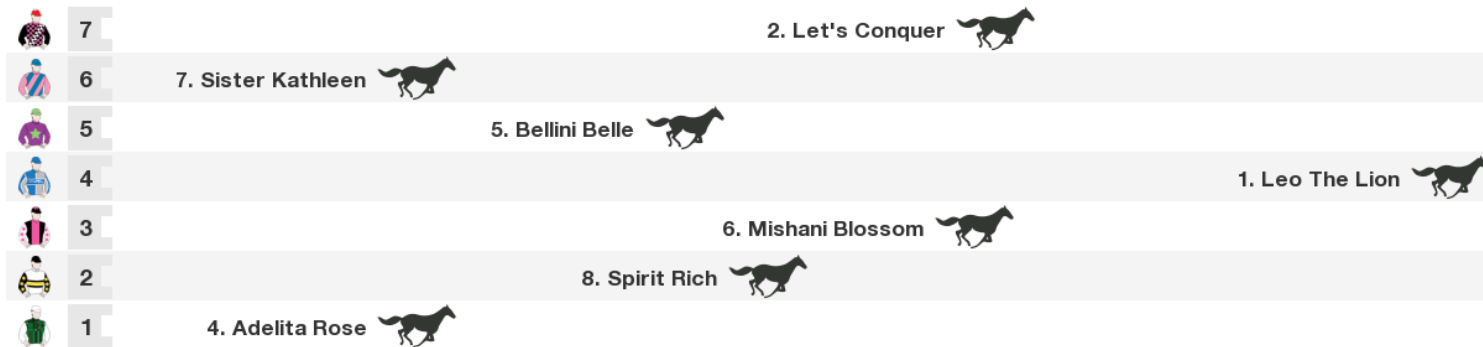 7 2. Let's Conquer
6 7. Sister Kathleen
5 5. Bellini Belle
4 1. Leo The Lion
3 6. Mishani Blossom
2 8. Spirit Rich
1 4. Adelita Rose